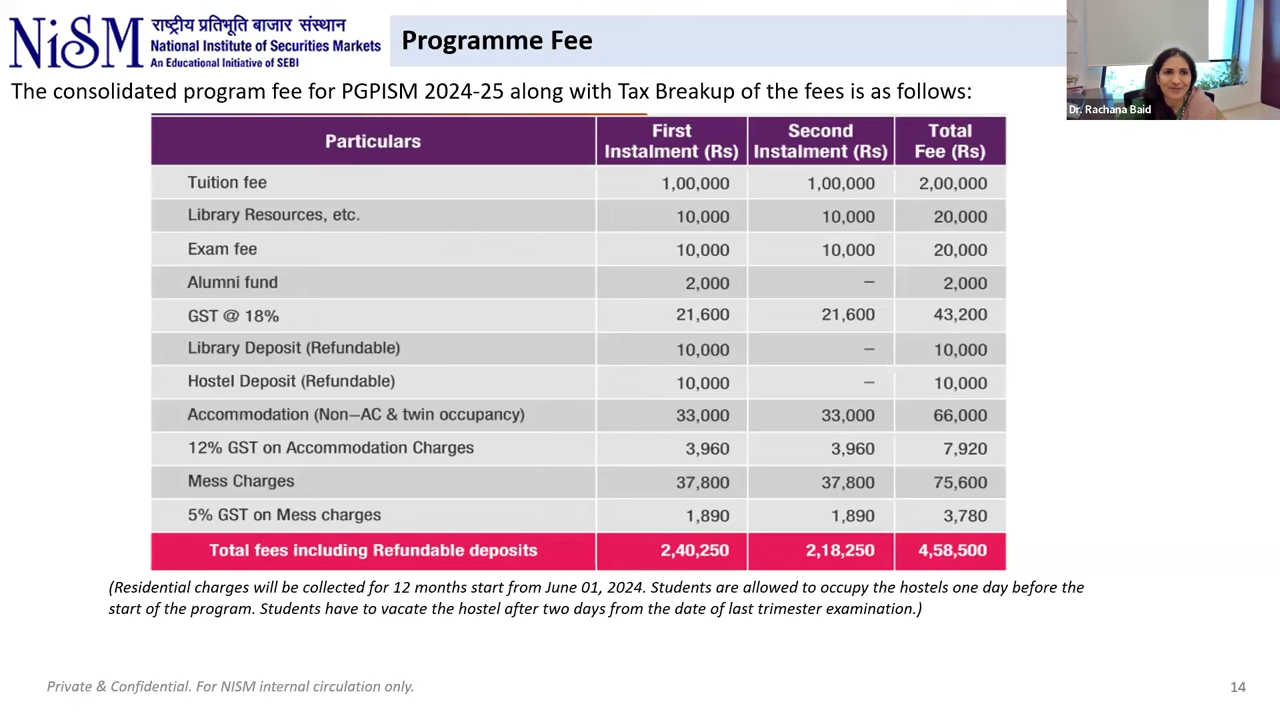 NiSM
राष्ट्रीय प्रतिभूति बाजार संस्थान
National Institute of Securities Markets
An Educational Initiative of SEBI
Programme Fee
Dr. Rachana Baid
The consolidated program fee for PGPISM 2024-25 along with Tax Breakup of the fees is as follows:
Particulars First Instalment (Rs) Second Instalment (Rs) Total Fee (Rs)
Tuition fee 1,00,000 1,00,000 2,00,000
Library Resources, etc. 10,000 10,000 20,000
Exam fee 10,000 10,000 20,000
Alumni fund 2,000 – 2,000
GST @ 18% 21,600 21,600 43,200
Library Deposit (Refundable) 10,000 – 10,000
Hostel Deposit (Refundable) 10,000 – 10,000
Accommodation (Non–AC & twin occupancy) 33,000 33,000 66,000
12% GST on Accommodation Charges 3,960 3,960 7,920
Mess Charges 37,800 37,800 75,600
5% GST on Mess charges 1,890 1,890 3,780
Total fees including Refundable deposits 2,40,250 2,18,250 4,58,500
(Residential charges will be collected for 12 months start from June 01, 2024. Students are allowed to occupy the hostels one day before the
start of the program. Students have to vacate the hostel after two days from the date of last trimester examination.)
Private & Confidential. For NISM internal circulation only.
14